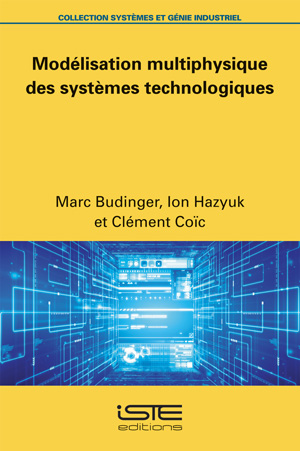 COLLECTION SYSTÈMES ET GÉNIE INDUSTRIEL
Modélisation multiphysique
des systèmes technologiques
Marc Budinger, Ion Hazyuk
et Clément Coïc
iSTE
editions